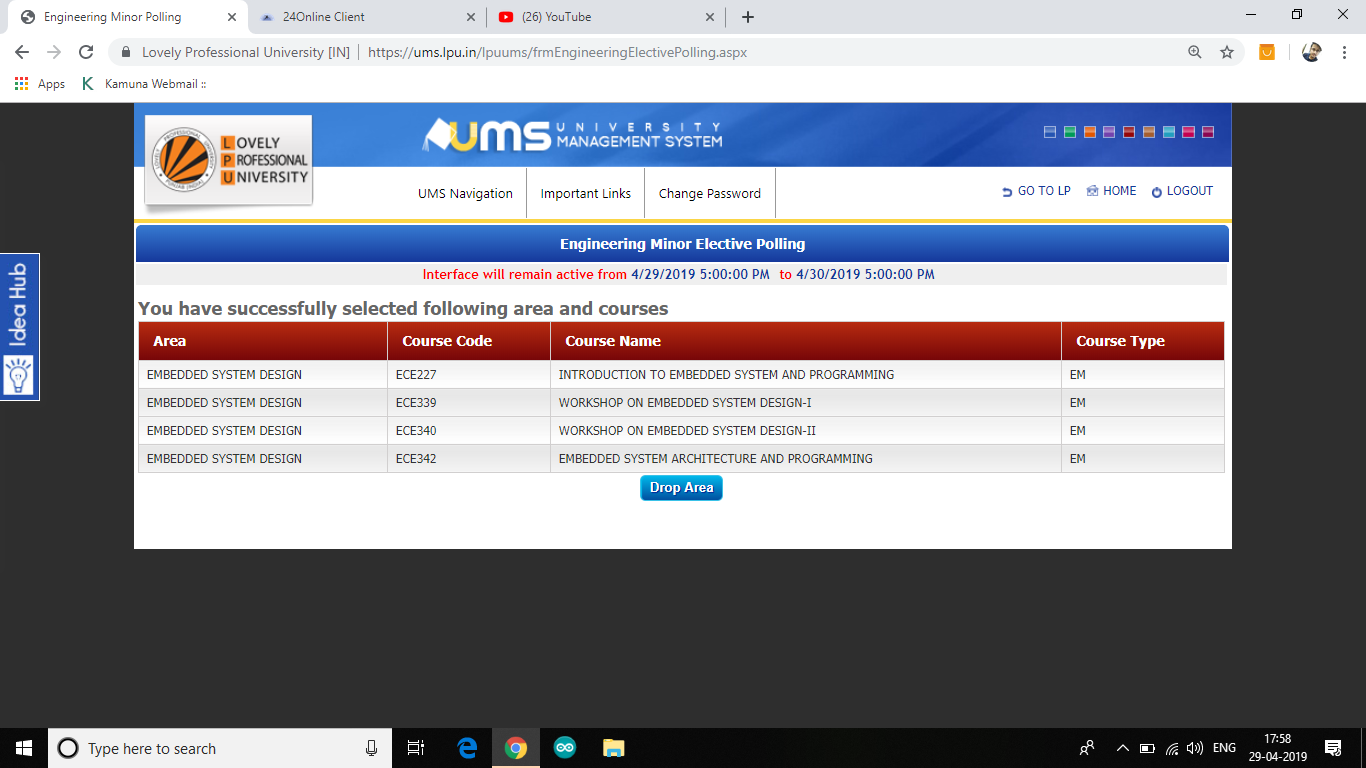 Engineering Minor Polling
24Online Client
(26) YouTube
Lovely Professional University [IN] | https://ums.lpu.in/lpuums/frmEngineeringElectivePolling.aspx
Apps
Kamuna Webmail ::
LOVELY
PROFESSIONAL
UNIVERSITY
UMS UNIVERSITY
MANAGEMENT SYSTEM
UMS Navigation
Important Links
Change Password
GO TO LP
HOME
LOGOUT
Engineering Minor Elective Polling
Interface will remain active from 4/29/2019 5:00:00 PM to 4/30/2019 5:00:00 PM
Idea Hub
You have successfully selected following area and courses
Area Course Code Course Name Course Type
EMBEDDED SYSTEM DESIGN ECE227 INTRODUCTION TO EMBEDDED SYSTEM AND PROGRAMMING EM
EMBEDDED SYSTEM DESIGN ECE339 WORKSHOP ON EMBEDDED SYSTEM DESIGN-I EM
EMBEDDED SYSTEM DESIGN ECE340 WORKSHOP ON EMBEDDED SYSTEM DESIGN-II EM
EMBEDDED SYSTEM DESIGN ECE342 EMBEDDED SYSTEM ARCHITECTURE AND PROGRAMMING EM
Drop Area
Type here to search
ENG
17:58
29-04-2019